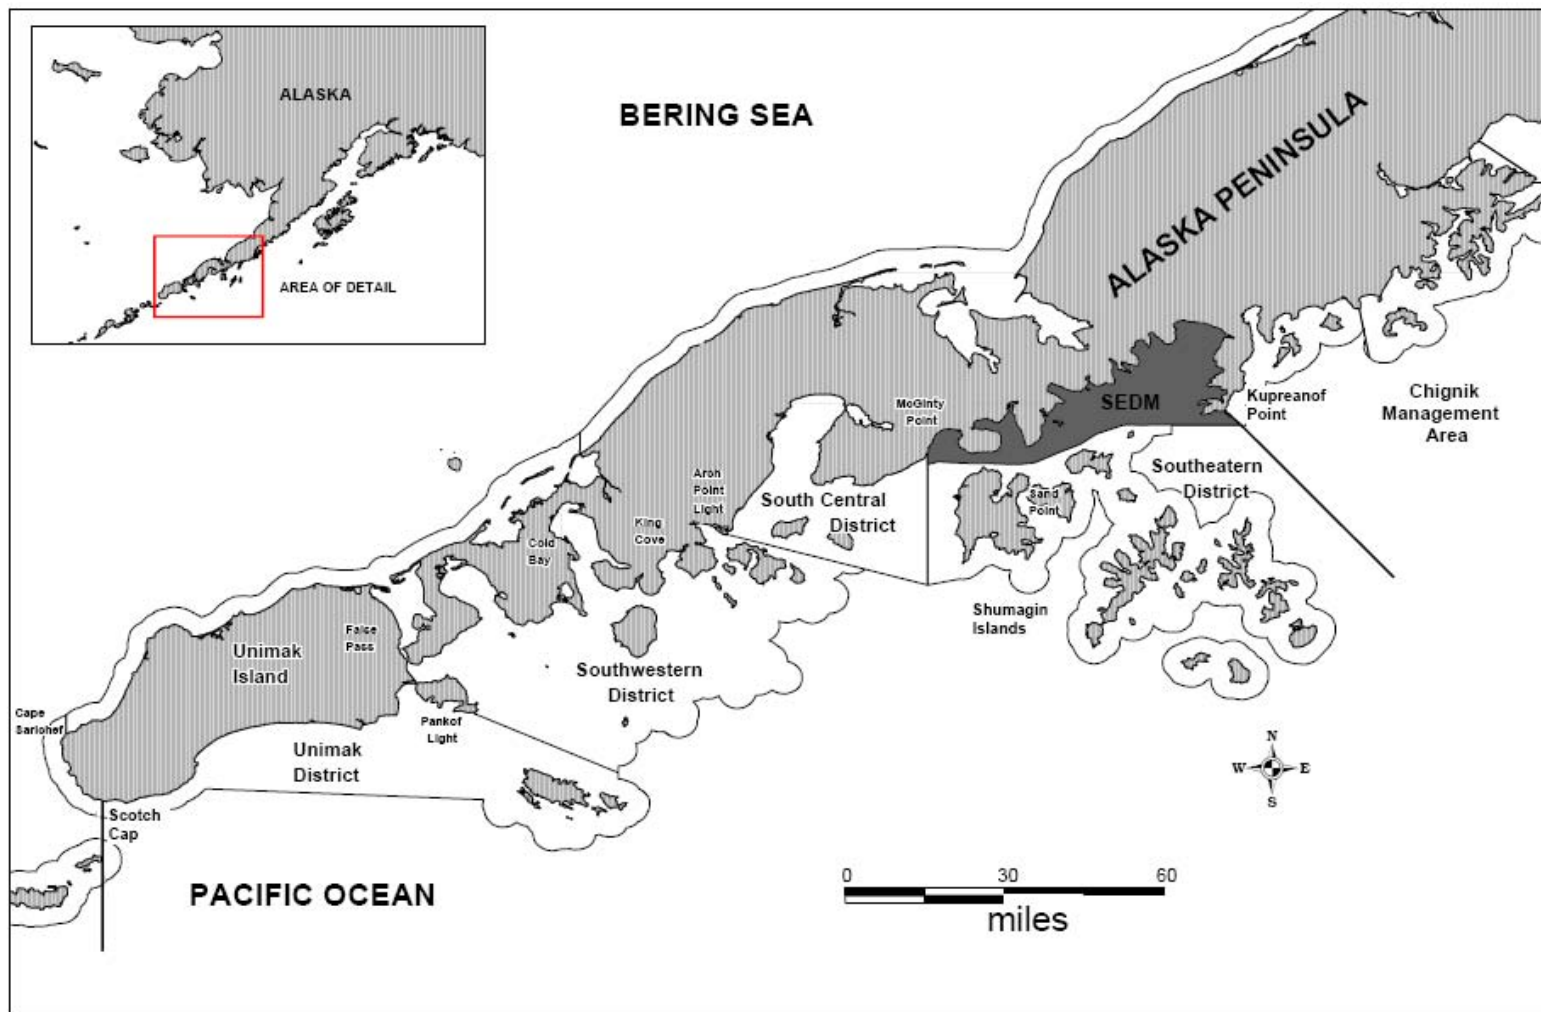 ALASKA
AREA OF DETAIL
BERING SEA
ALASKA PENINSULA
SEDM
McGinty
Point
Kupreanof
Point
Chignik
Management
Area
Southeatern
District
Arch
Point
Light
South Central
District
Sand
Point
King
Cove
Cold
Bay
Shumagin
Islands
False
Pass
Unimak
Island
Southwestern
District
Cape
Sarichef
Pankof
Light
Unimak
District
Scotch
Cap
N
W
E
S
PACIFIC OCEAN
0
30
60
miles